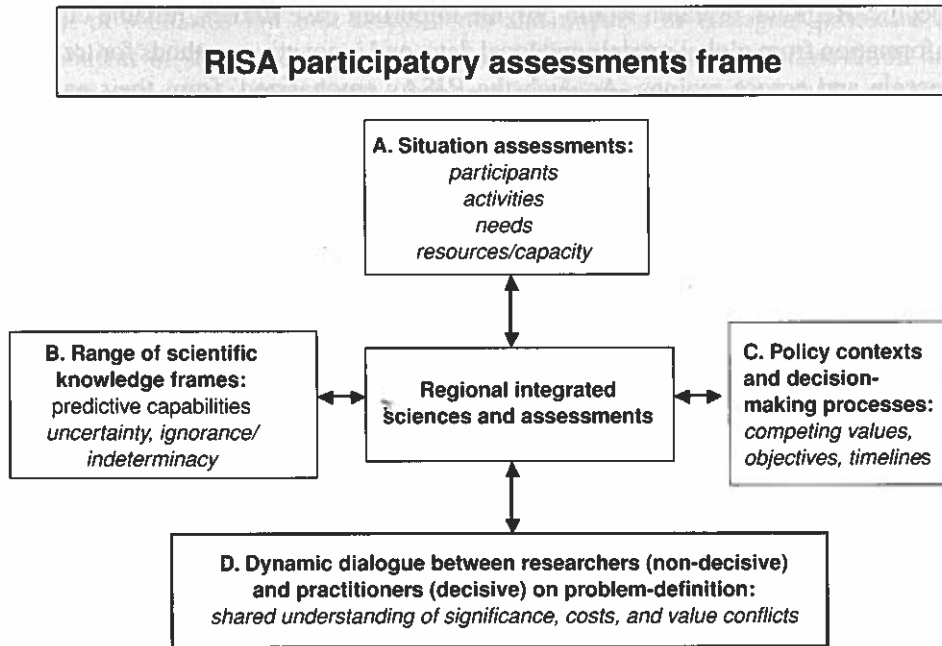 formation from
RISA participatory assessments frame
A. Situation assessments:
participants
activities
needs
resources/capacity
B. Range of scientific
knowledge frames:
predictive capabilities
uncertainty, ignorance/
indeterminacy
Regional integrated
sciences and assessments
C. Policy contexts
and decision-
making processes:
competing values,
objectives, timelines
D. Dynamic dialogue between researchers (non-decisive)
and practitioners (decisive) on problem-definition:
shared understanding of significance, costs, and value conflicts